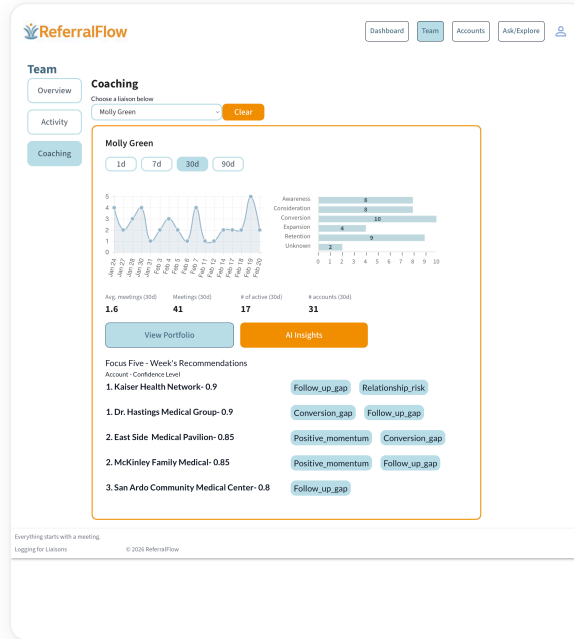 ReferralFlow
Dashboard
Team
Accounts
Ask/Explore
Team
Overview
Activity
Coaching
Coaching
Choose a liaison below
Molly Green
Clear
Molly Green
1d
7d
30d
90d
5
4
3
2
1
0
Jan 24
Jan 27
Jan 28
Jan 30
Jan 31
Feb 3
Feb 4
Feb 5
Feb 6
Feb 7
Feb 11
Feb 12
Feb 14
Feb 17
Feb 18
Feb 19
Feb 20
Awareness 8
Consideration 8
Conversion 10
Expansion 4
Retention 9
Unknown 2
0 1 2 3 4 5 6 7 8 9 10
Avg. meetings (30d)
1.6
Meetings (30d)
41
# of active (30d)
17
# accounts (30d)
31
View Portfolio
AI Insights
Focus Five - Week's Recommendations
Account - Confidence Level
1. Kaiser Health Network- 0.9 Follow_up_gap Relationship_risk
1. Dr. Hastings Medical Group- 0.9 Conversion_gap Follow_up_gap
2. East Side Medical Pavilion- 0.85 Positive_momentum Conversion_gap
2. McKinley Family Medical- 0.85 Positive_momentum Follow_up_gap
3. San Ardo Community Medical Center- 0.8 Follow_up_gap
Everything starts with a meeting.
Logging for Liaisons
© 2026 ReferralFlow